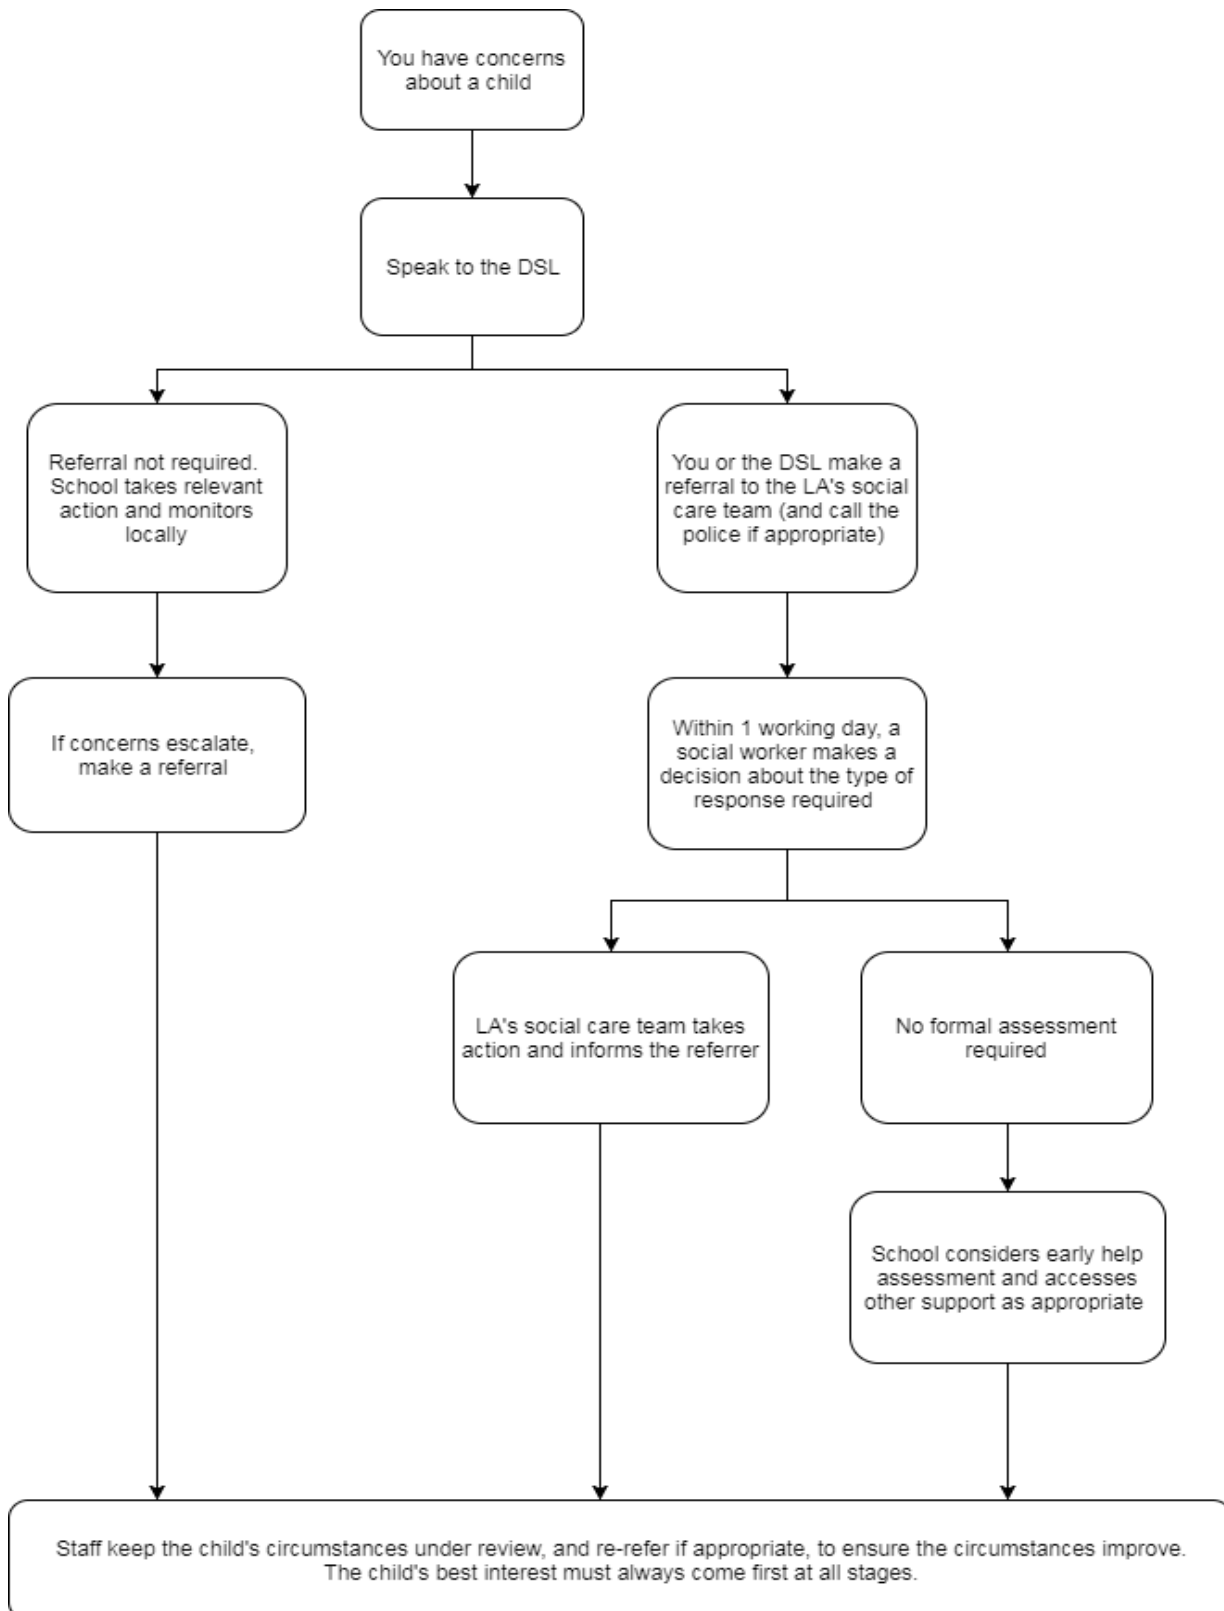 You have concerns
about a child
Speak to the DSL
Referral not required.
School takes relevant
action and monitors
locally
You or the DSL make a
referral to the LA's social
care team (and call the
police if appropriate)
If concerns escalate,
make a referral
Within 1 working day, a
social worker makes a
decision about the type of
response required
LA's social care team takes
action and informs the referrer
No formal assessment
required
School considers early help
assessment and accesses
other support as appropriate
Staff keep the child's circumstances under review, and re-refer if appropriate, to ensure the circumstances improve.
The child's best interest must always come first at all stages.